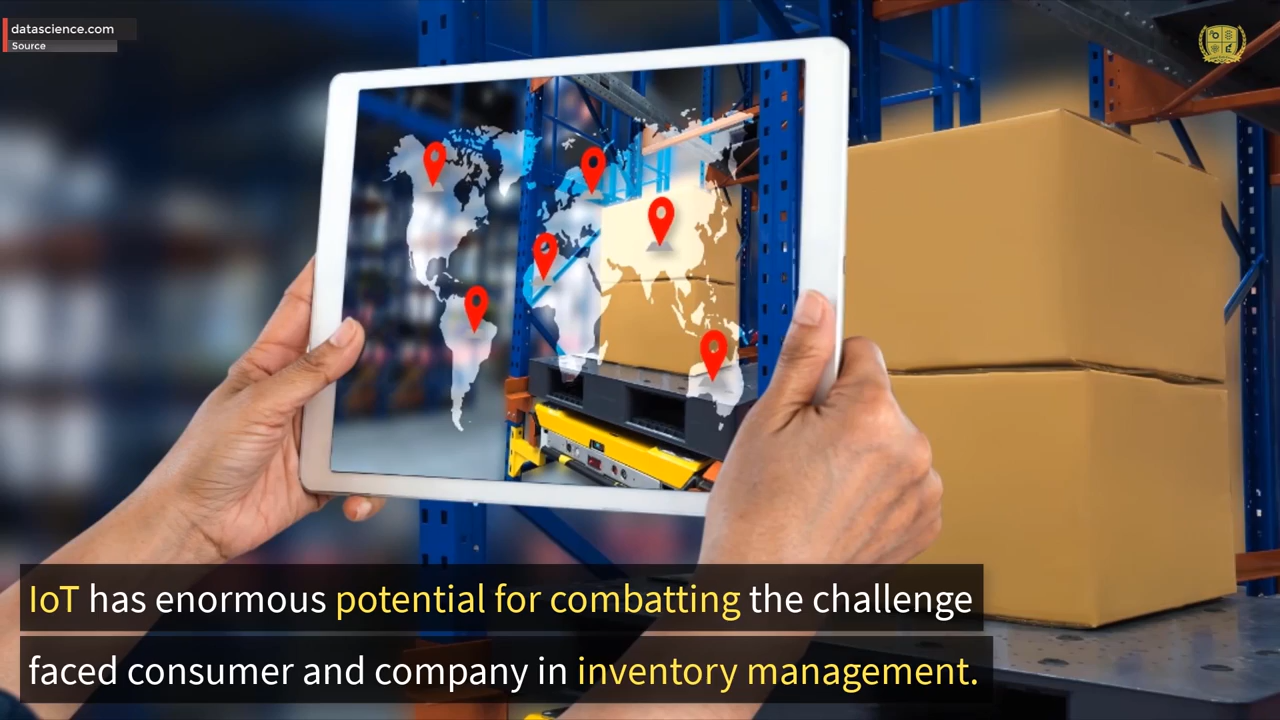 datascience.com
Source
IoT has enormous potential for combatting the challenge
faced consumer and company in inventory management.